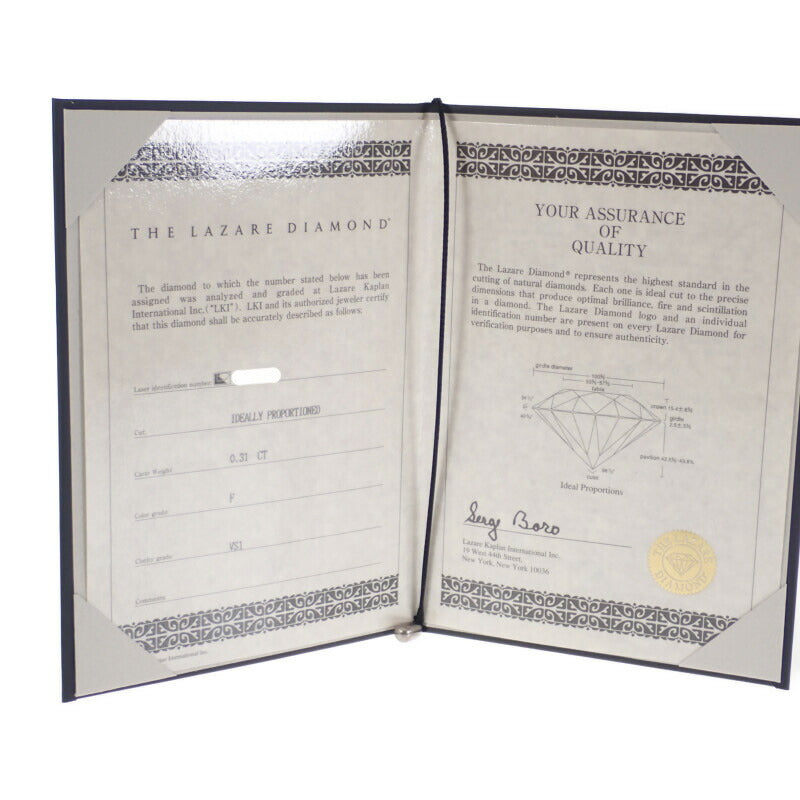 THE LAZARE DIAMOND®
The diamond to which the number stated below has been
assigned was analyzed and graded at Lazare Kaplan
International Inc.("LKI"). LKI and its authorized jeweler certify
that this diamond shall be accurately described as follows:
Laser identification number:
Cut: IDEALLY PROPORTIONED
Carat Weight: 0.31 CT
Color grade: F
Clarity grade: VS1
Comments:
International Inc.
YOUR ASSURANCE
OF
QUALITY
The Lazare Diamond® represents the highest standard in the
cutting of natural diamonds. Each one is ideal cut to the precise
dimensions that produce optimal brilliance, fire and scintillation
in a diamond. The Lazare Diamond logo and an individual
identification number are present on every Lazare Diamond for
verification purposes and to ensure authenticity.
girdle diameter
100%
53%-57%
table
crown
girdle
pavilion
culet
Ideal Proportions
Serge Boro
Lazare Kaplan International Inc.
19 West 44th Street,
New York, New York 10036
THE LAZARE
DIAMOND